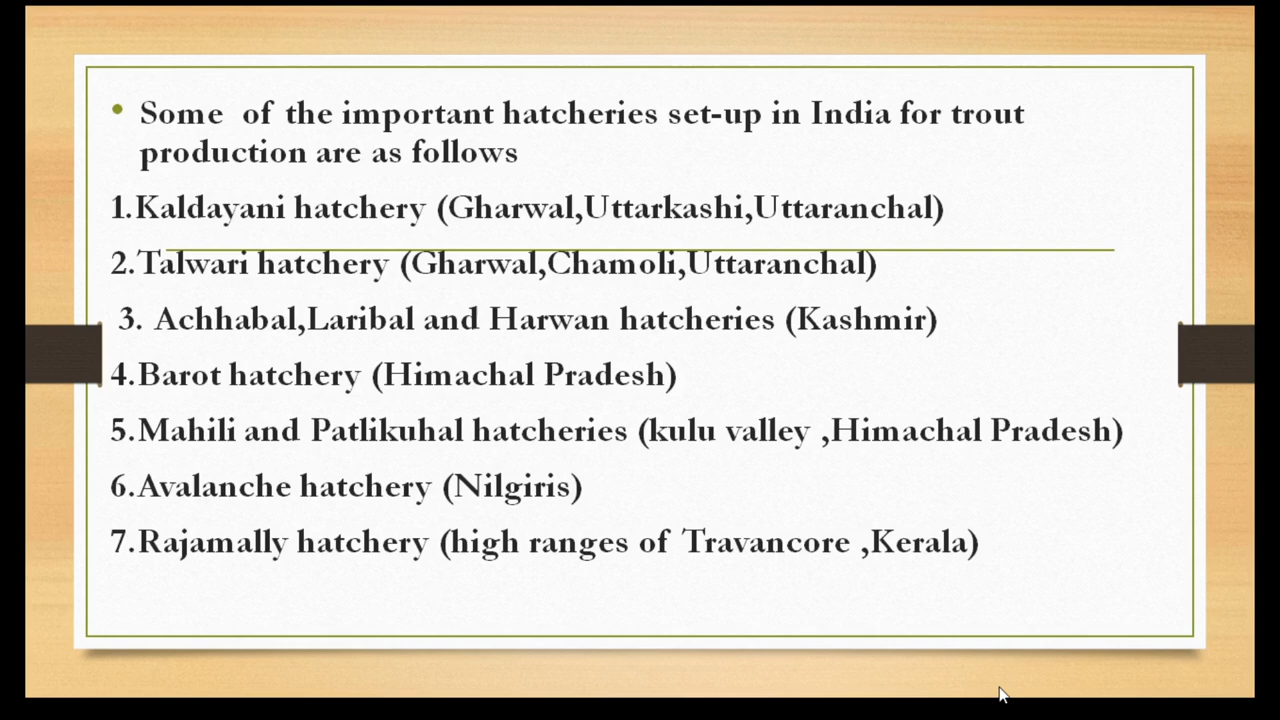 • Some of the important hatcheries set-up in India for trout
production are as follows
1.Kaldayani hatchery (Gharwal,Uttarkashi,Uttaranchal)
2.Talwari hatchery (Gharwal,Chamoli,Uttaranchal)
3. Achhabal,Laribal and Harwan hatcheries (Kashmir)
4.Barot hatchery (Himachal Pradesh)
5.Mahili and Patlikuhal hatcheries (kulu valley ,Himachal Pradesh)
6.Avalanche hatchery (Nilgiris)
7.Rajamally hatchery (high ranges of Travancore ,Kerala)